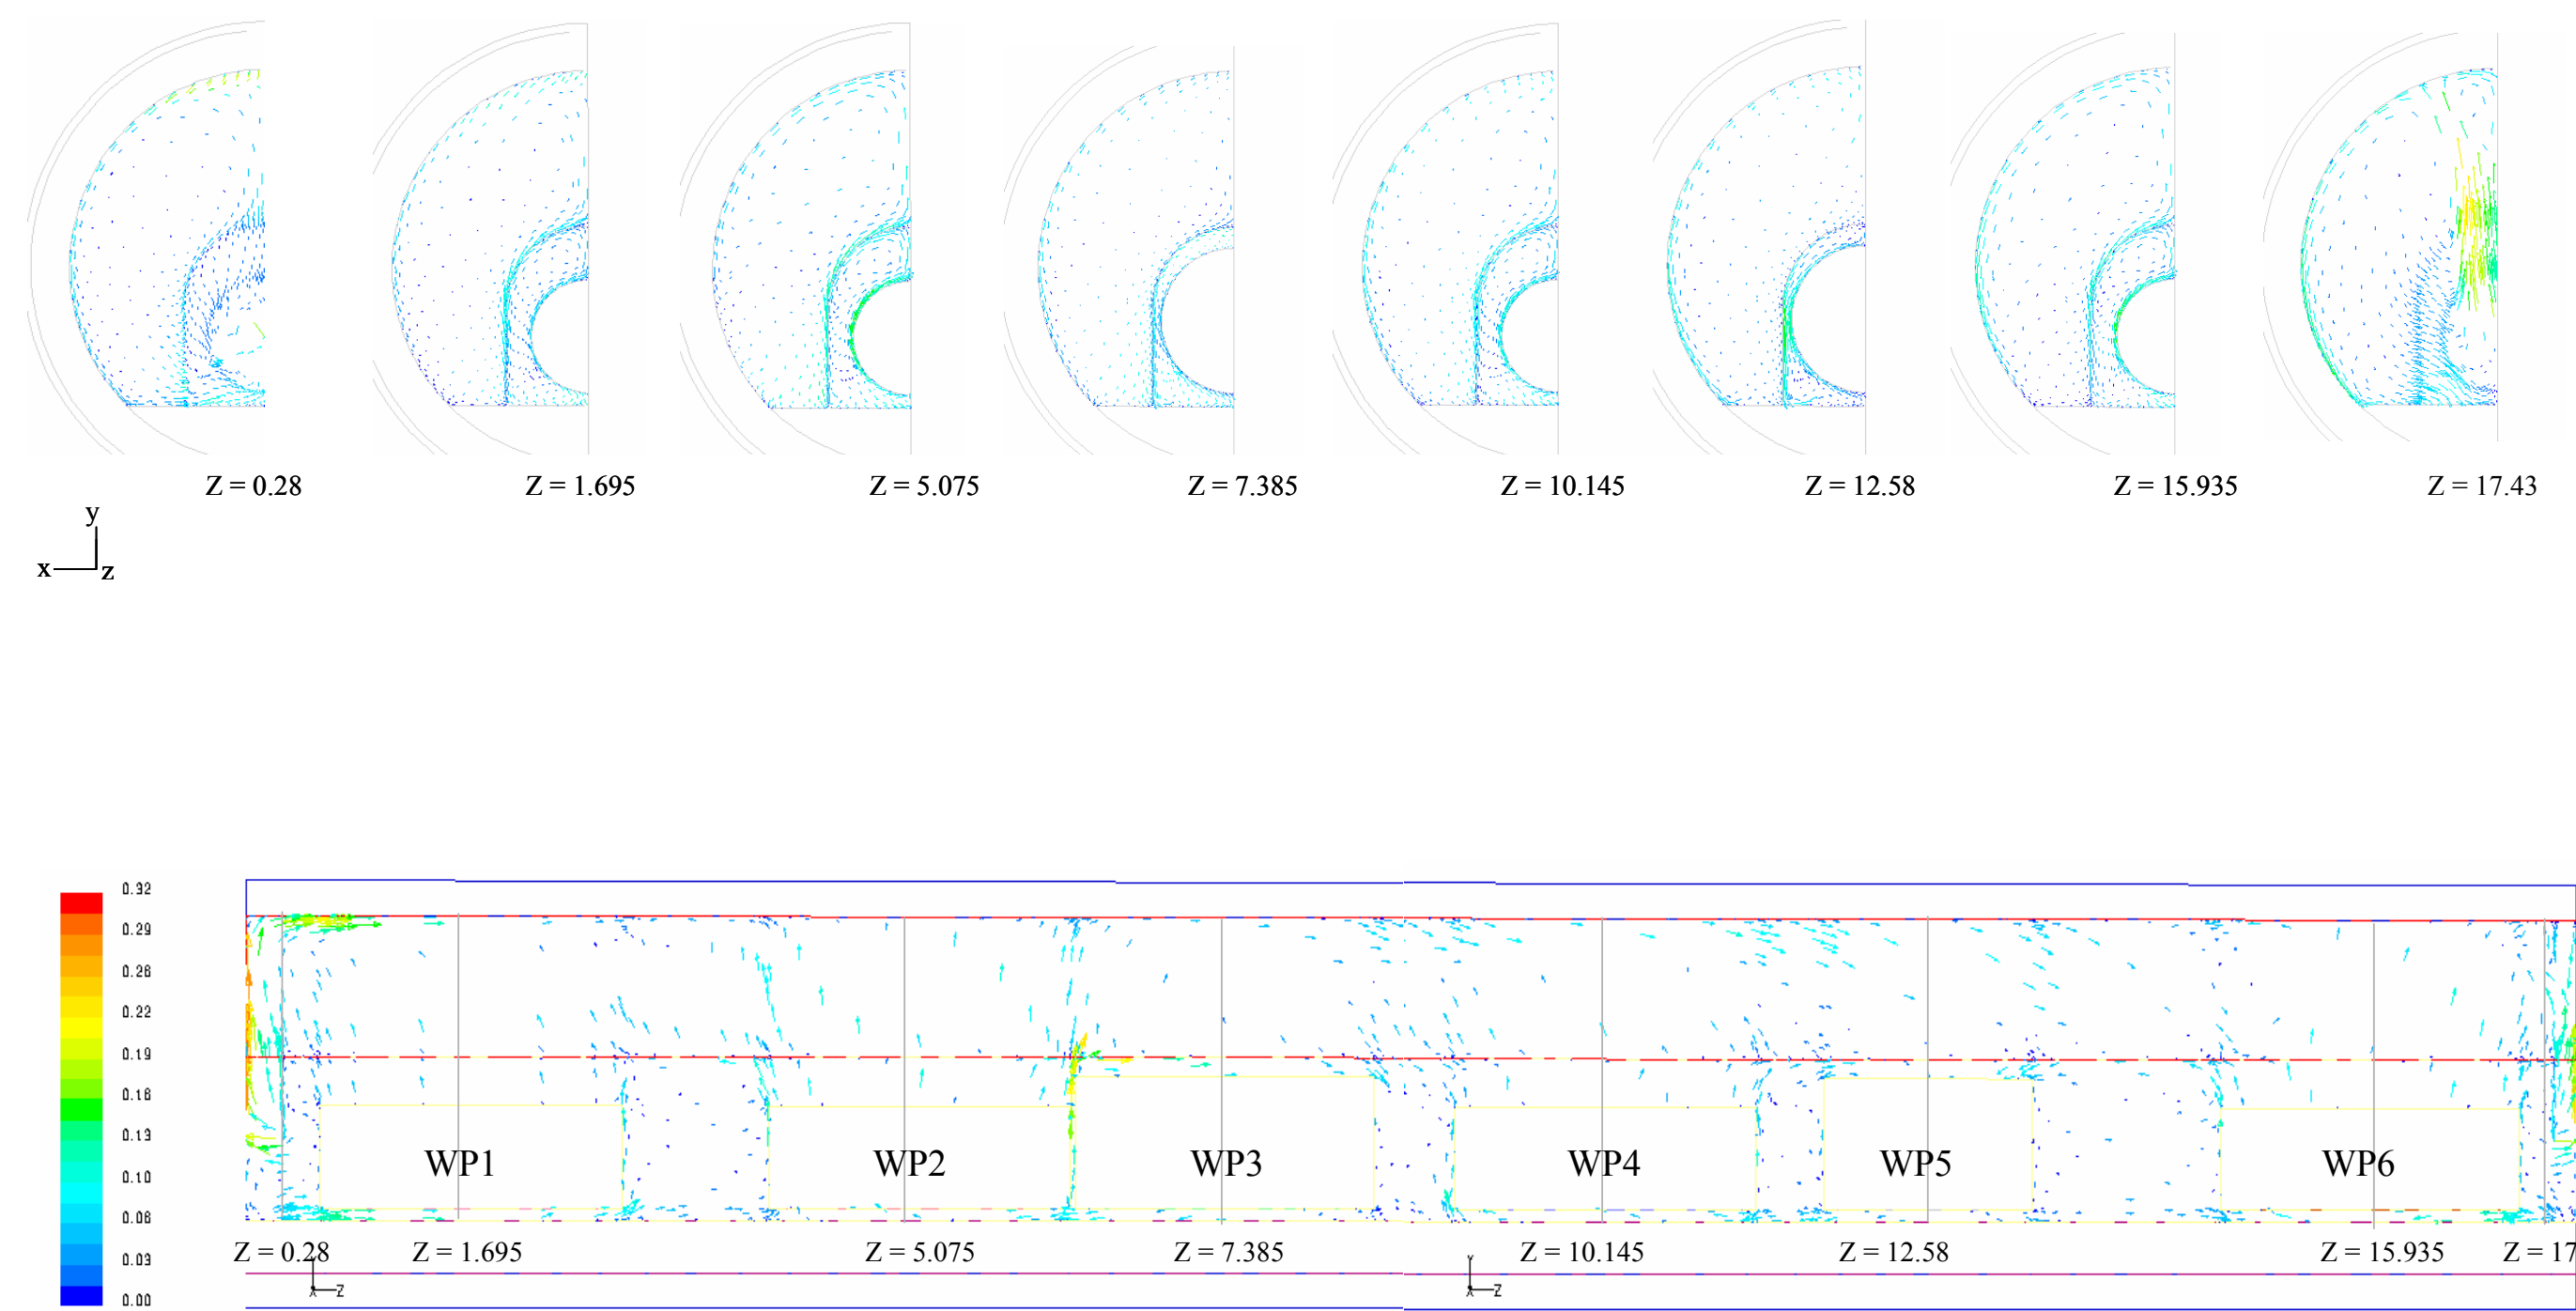 Z = 0.28 Z = 1.695 Z = 5.075 Z = 7.385 Z = 10.145 Z = 12.58 Z = 15.935 Z = 17.43
y
x z
0.32
0.29
0.26
0.22
0.19
0.16
0.13
0.10
0.06
0.03
0.00
WP1 WP2 WP3 WP4 WP5 WP6
Z = 0.28 Z = 1.695 Z = 5.075 Z = 7.385 Z = 10.145 Z = 12.58 Z = 15.935 Z = 17
Y Y
X Z X Z